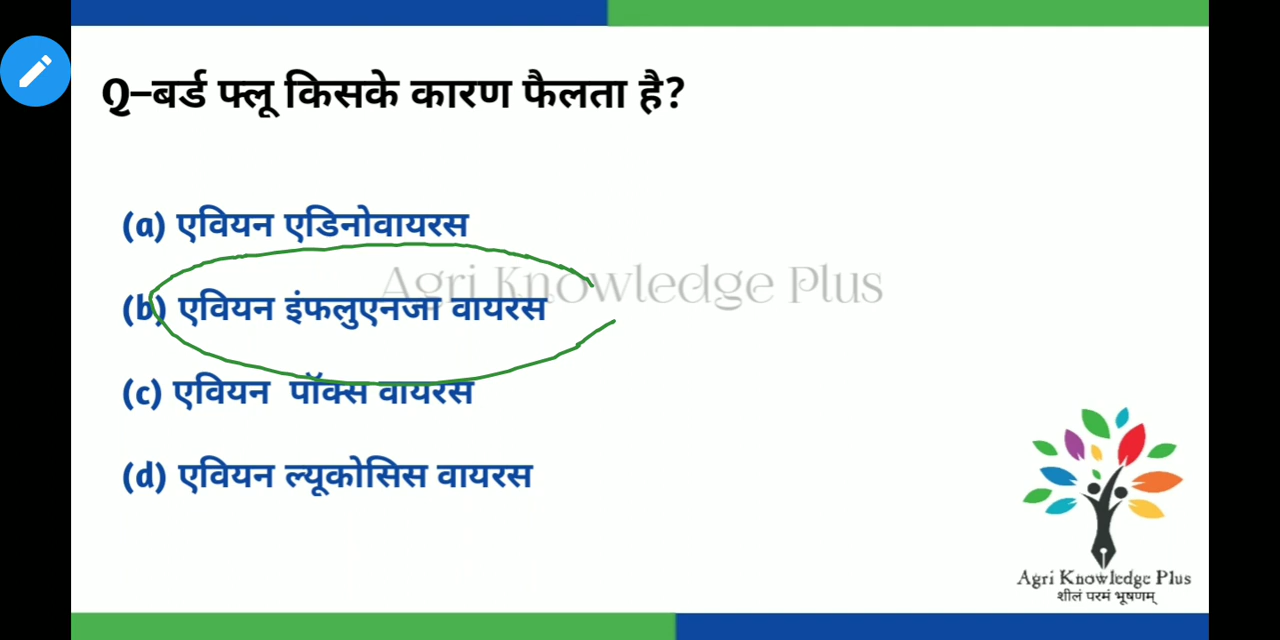 Q–बर्ड फ्लू किसके कारण फैलता है?
(a) एवियन एडिनोवायरस
Agri Knowledge Plus
(b) एवियन इंफलुएनजा वायरस
(c) एवियन पॉक्स वायरस
(d) एवियन ल्यूकोसिस वायरस
Agri Knowledge Plus
शीलं परमं भूषणम्